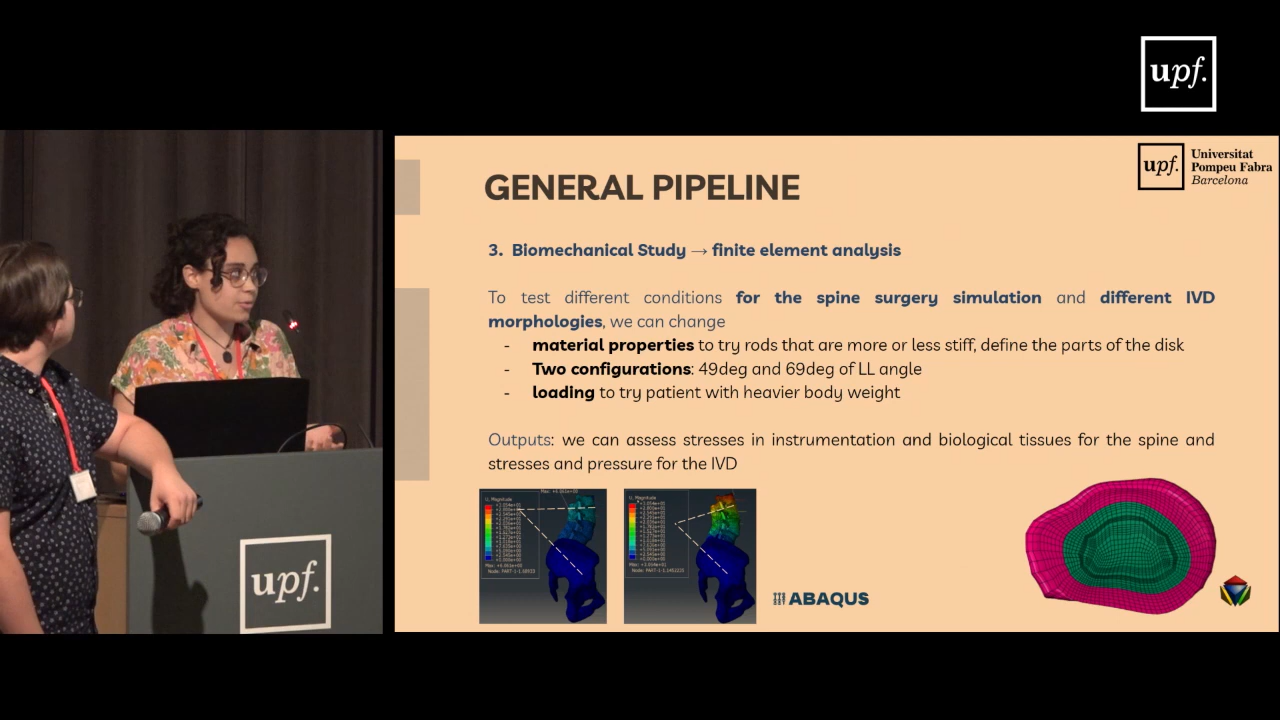 upf.
upf.
Universitat
Pompeu Fabra
Barcelona
GENERAL PIPELINE
3. Biomechanical Study → finite element analysis
To test different conditions for the spine surgery simulation and different IVD
morphologies, we can change
- material properties to try rods that are more or less stiff, define the parts of the disk
- Two configurations: 49deg and 69deg of LL angle
- loading to try patient with heavier body weight
Outputs: we can assess stresses in instrumentation and biological tissues for the spine and
stresses and pressure for the IVD
U, Magnitude
U, Magnitude
ABAQUS
upf.